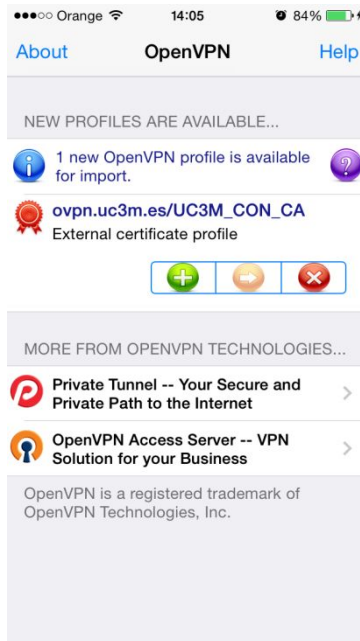 Orange 14:05 84%
About OpenVPN Help
NEW PROFILES ARE AVAILABLE...
1 new OpenVPN profile is available
for import.
ovpn.uc3m.es/UC3M_CON_CA
External certificate profile
MORE FROM OPENVPN TECHNOLOGIES...
Private Tunnel -- Your Secure and
Private Path to the Internet
OpenVPN Access Server -- VPN
Solution for your Business
OpenVPN is a registered trademark of
OpenVPN Technologies, Inc.